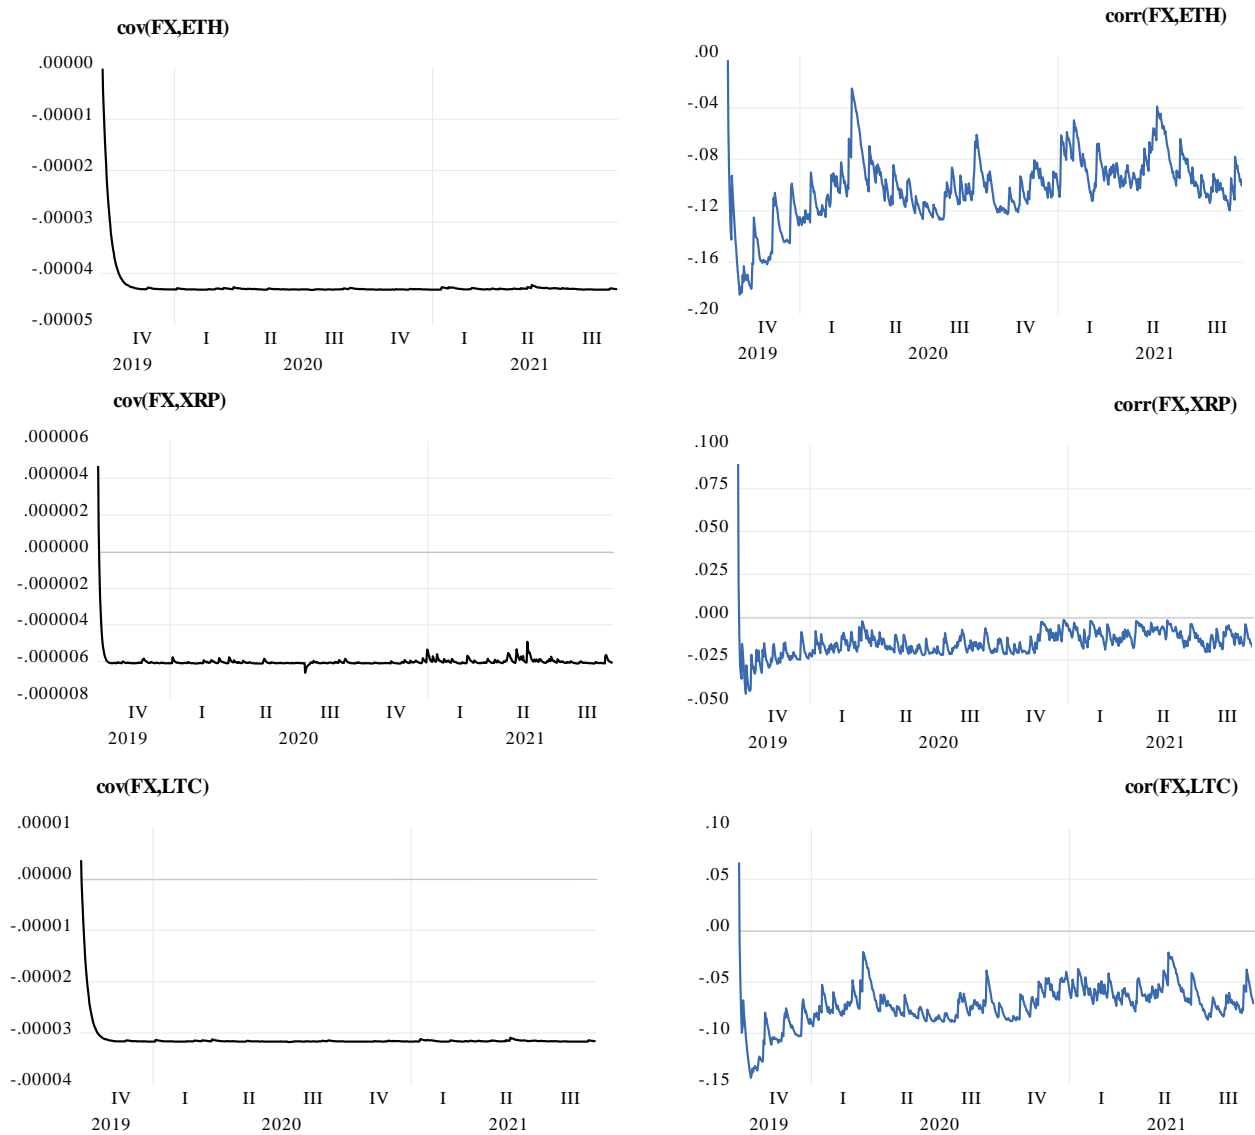 cov(FX,ETH)
.00000
-.00001
-.00002
-.00003
-.00004
-.00005
IV I II III IV I II III
2019 2020 2021
corr(FX,ETH)
.00
-.04
-.08
-.12
-.16
-.20
IV I II III IV I II III
2019 2020 2021
cov(FX,XRP)
.000006
.000004
.000002
.000000
-.000002
-.000004
-.000006
-.000008
IV I II III IV I II III
2019 2020 2021
corr(FX,XRP)
.100
.075
.050
.025
.000
-.025
-.050
IV I II III IV I II III
2019 2020 2021
cov(FX,LTC)
.00001
.00000
-.00001
-.00002
-.00003
-.00004
IV I II III IV I II III
2019 2020 2021
cor(FX,LTC)
.10
.05
.00
-.05
-.10
-.15
IV I II III IV I II III
2019 2020 2021